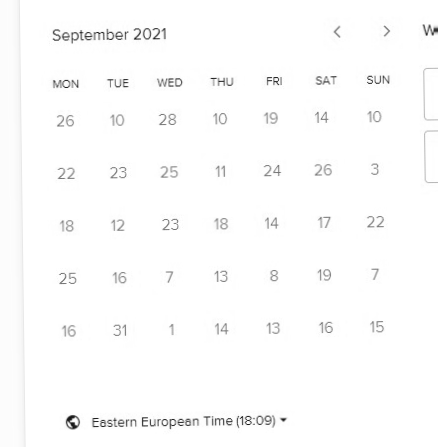 September 2021
MON TUE WED THU FRI SAT SUN
26 10 28 10 19 14 10
22 23 25 11 24 26 3
18 12 23 18 14 17 22
25 16 7 13 8 19 7
16 31 1 14 13 16 15
Eastern European Time (18:09)